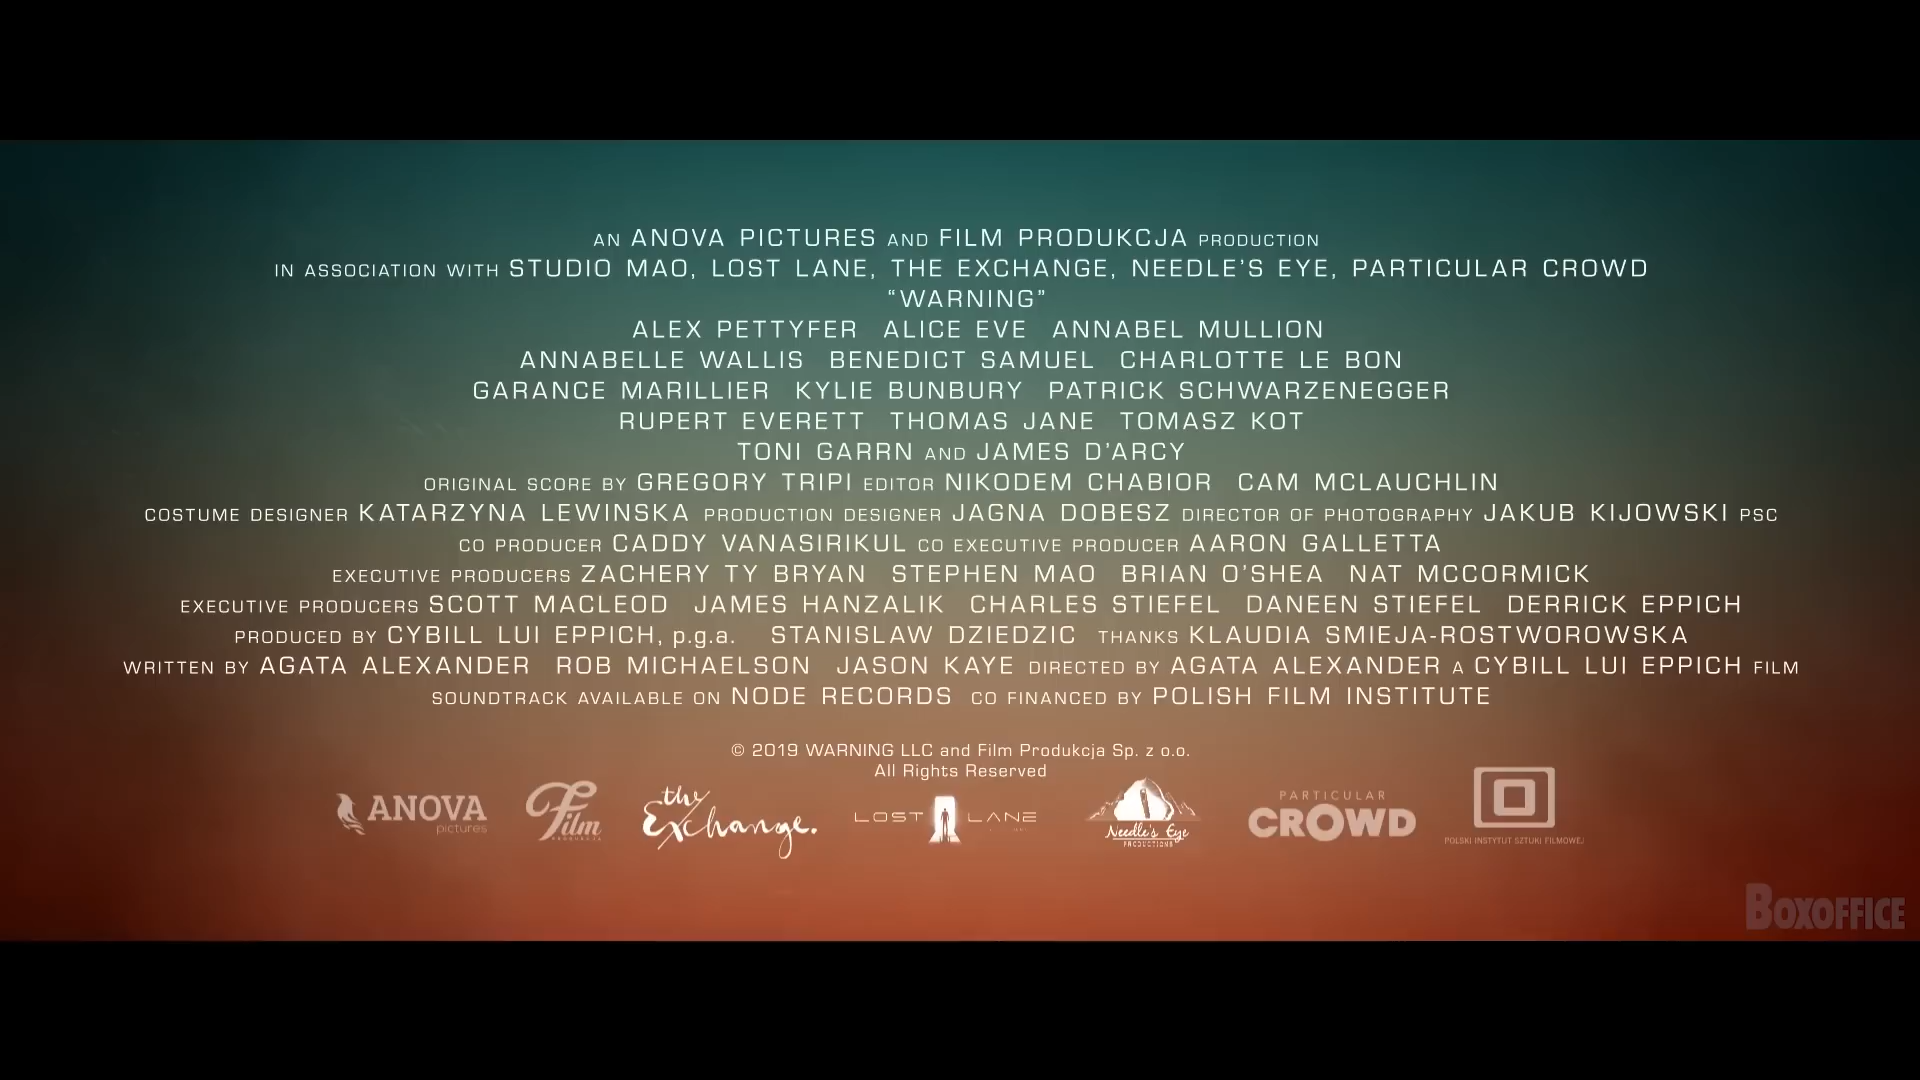 AN ANOVA PICTURES AND FILM PRODUKCJA PRODUCTION
IN ASSOCIATION WITH STUDIO MAO, LOST LANE, THE EXCHANGE, NEEDLE'S EYE, PARTICULAR CROWD
“WARNING”
ALEX PETTYFER ALICE EVE ANNABEL MULLION
ANNABELLE WALLIS BENEDICT SAMUEL CHARLOTTE LE BON
GARANCE MARILLIER KYLIE BUNBURY PATRICK SCHWARZENEGGER
RUPERT EVERETT THOMAS JANE TOMASZ KOT
TONI GARRN AND JAMES D'ARCY
ORIGINAL SCORE BY GREGORY TRIPI EDITOR NIKODEM CHABIOR CAM MCLAUCHLIN
COSTUME DESIGNER KATARZYNA LEWINSKA PRODUCTION DESIGNER JAGNA DOBESZ DIRECTOR OF PHOTOGRAPHY JAKUB KIJOWSKI PSC
CO PRODUCER CADDY VANASIRIKUL CO EXECUTIVE PRODUCER AARON GALLETTA
EXECUTIVE PRODUCERS ZACHERY TY BRYAN STEPHEN MAO BRIAN O'SHEA NAT MCCORMICK
EXECUTIVE PRODUCERS SCOTT MACLEOD JAMES HANZALIK CHARLES STIEFEL DANEEN STIEFEL DERRICK EPPICH
PRODUCED BY CYBILL LUI EPPICH, p.g.a. STANISLAW DZIEDZIC THANKS KLAUDIA SMIEJA-ROSTWOROWSKA
WRITTEN BY AGATA ALEXANDER ROB MICHAELSON JASON KAYE DIRECTED BY AGATA ALEXANDER A CYBILL LUI EPPICH FILM
SOUNDTRACK AVAILABLE ON NODE RECORDS CO FINANCED BY POLISH FILM INSTITUTE
© 2019 WARNING LLC and Film Produkcja Sp. z o.o.
All Rights Reserved
ANOVA
pictures
Film
PRODUKCJA
the
Exchange.
LOST LANE
Needle's Eye
PRODUCTIONS
PARTICULAR
CROWD
POLSKI INSTYTUT SZTUKI FILMOWEJ
BOXOFFICE